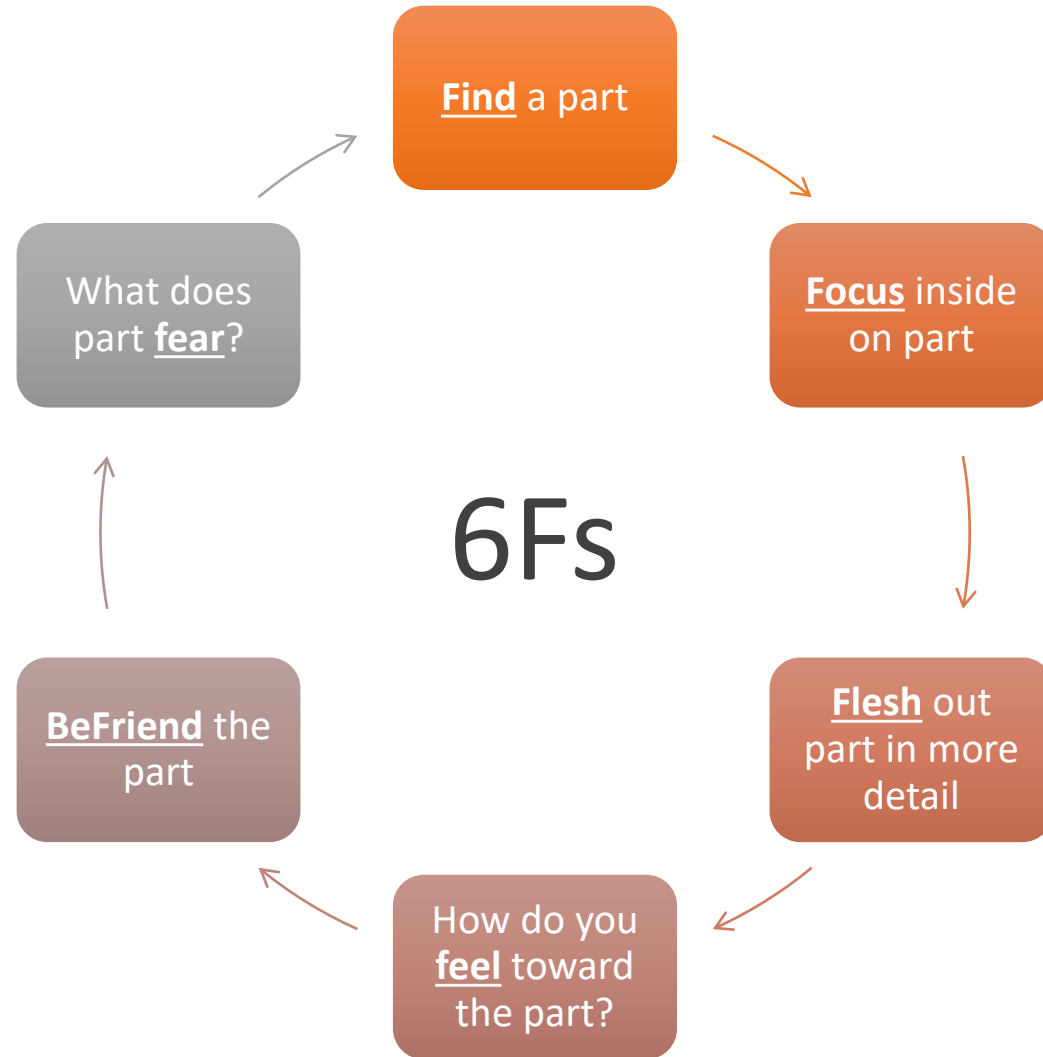 Find a part
Focus inside
on part
Flesh out
part in more
detail
How do you
feel toward
the part?
BeFriend the
part
What does
part fear?
6Fs